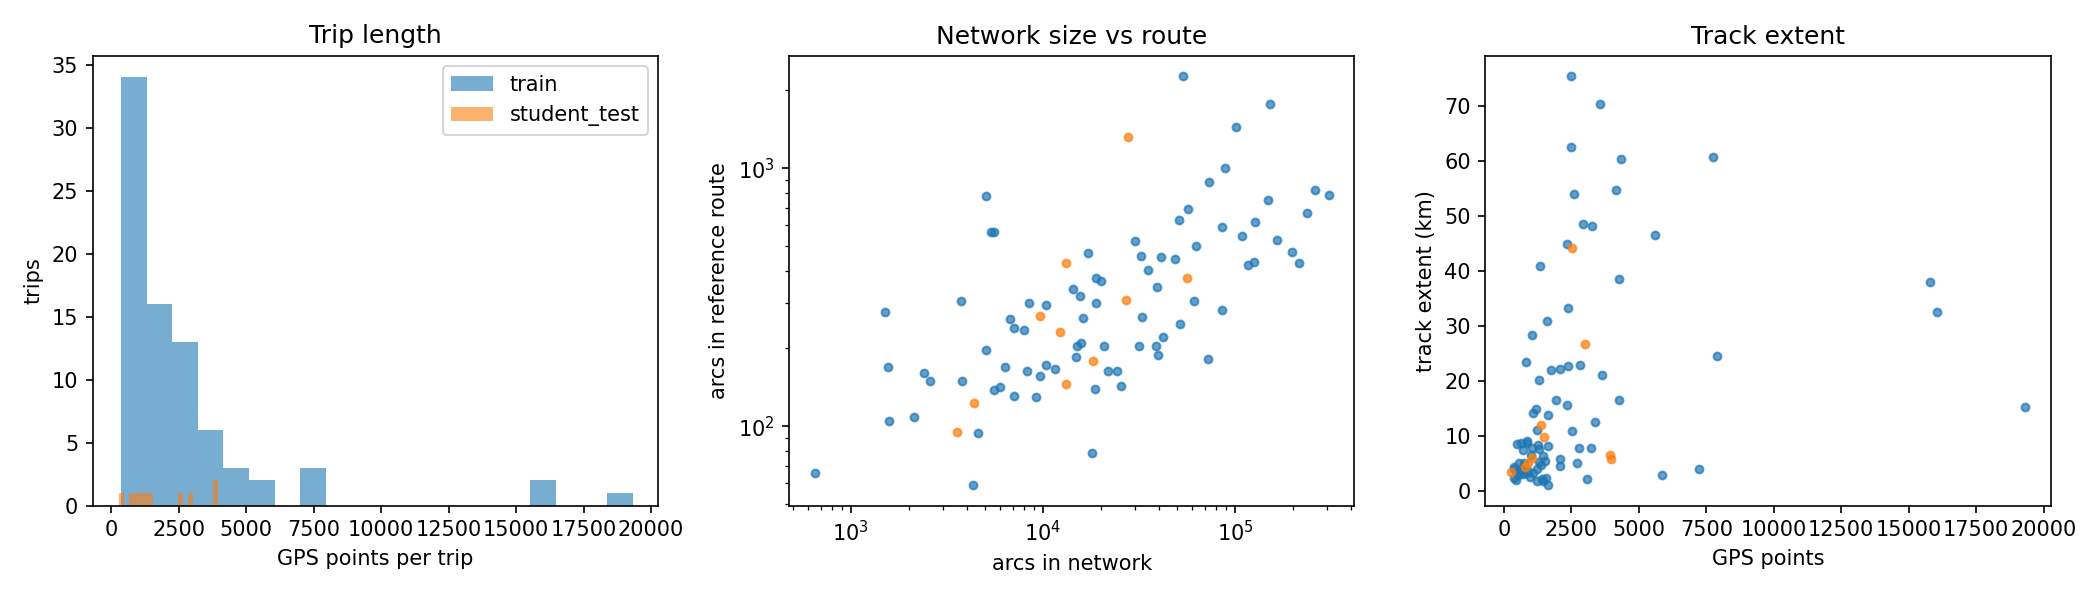 Trip length
train
student_test
35
30
25
20
15
10
5
0
trips
0 2500 5000 7500 10000 12500 15000 17500 20000
GPS points per trip
Network size vs route
10³
10²
arcs in reference route
10³ 10⁴ 10⁵
arcs in network
Track extent
70
60
50
40
30
20
10
0
track extent (km)
0 2500 5000 7500 10000 12500 15000 17500 20000
GPS points